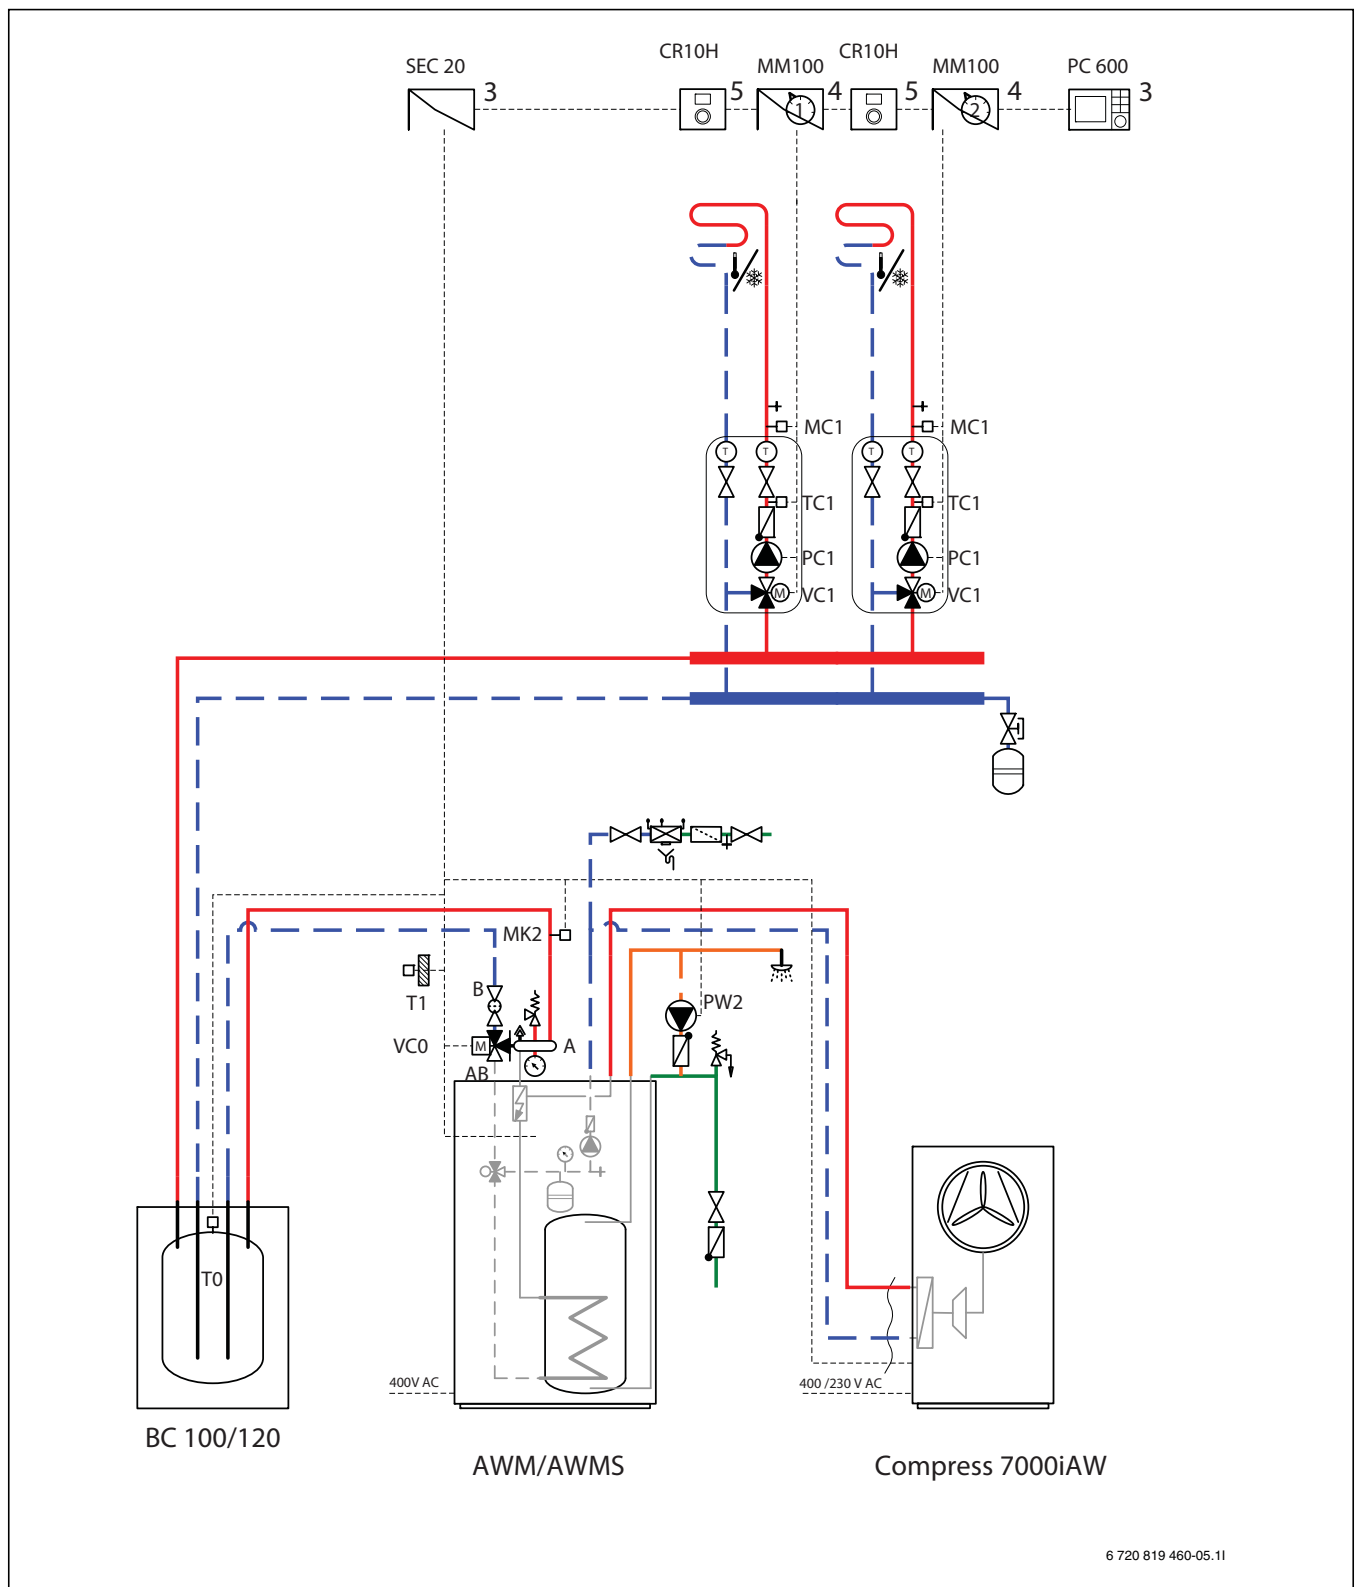 SEC 20 CR10H MM100 CR10H MM100 PC 600
3 5 4 5 4 3
1 2
MC1 MC1
T T T T
TC1 TC1
PC1 PC1
M VC1 M VC1
MK2
T1 B PW2
VC0 M A
AB
T0
400V AC 400 /230 V AC
BC 100/120
AWM/AWMS Compress 7000iAW
6 720 819 460-05.1I